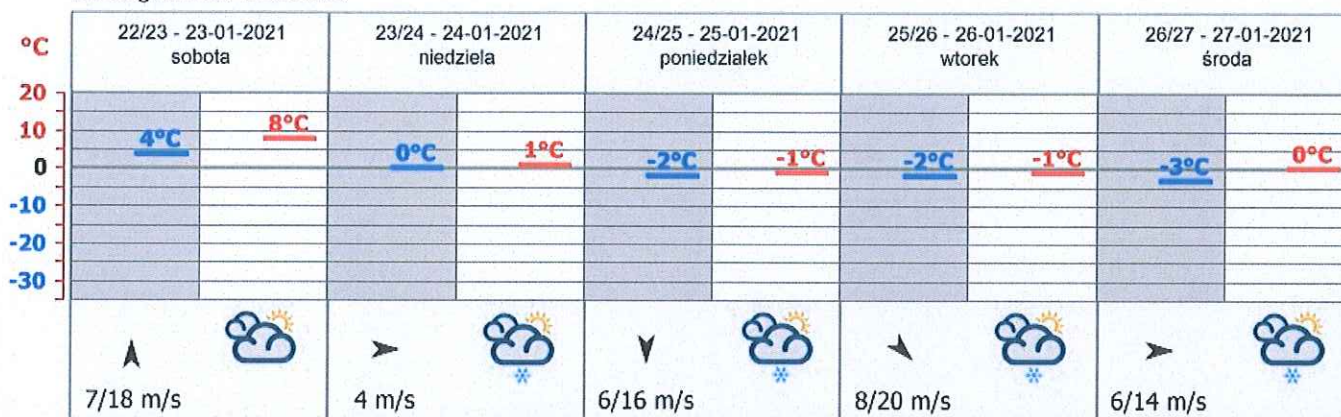 °C
22/23 - 23-01-2021
sobota
23/24 - 24-01-2021
niedziela
24/25 - 25-01-2021
poniedziałek
25/26 - 26-01-2021
wtorek
26/27 - 27-01-2021
środa
20
10
0
-10
-20
-30
4°C
8°C
0°C
1°C
-2°C
-1°C
-2°C
-1°C
-3°C
0°C
7/18 m/s
4 m/s
6/16 m/s
8/20 m/s
6/14 m/s